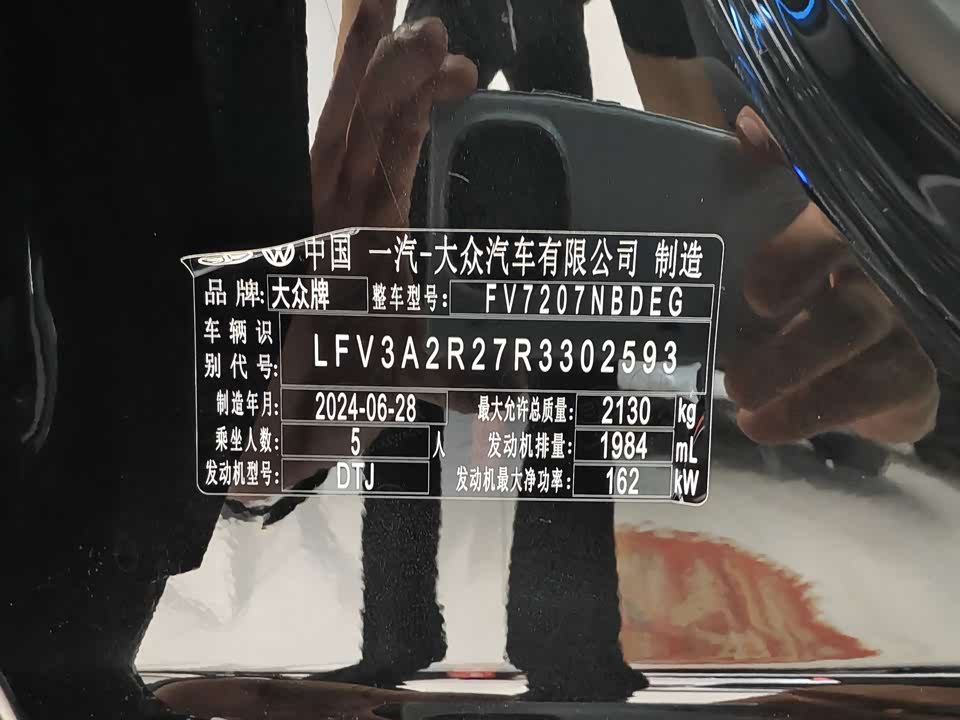 中国 一汽-大众汽车有限公司 制造
品 牌: 大众牌 整车型号: FV7207NBDEG
车 辆 识
别 代 号: LFV3A2R27R3302593
制造年月: 2024-06-28 最大允许总质量: 2130 kg
乘坐人数: 5 人 发动机排量: 1984 mL
发动机型号: DTJ 发动机最大净功率: 162 kW